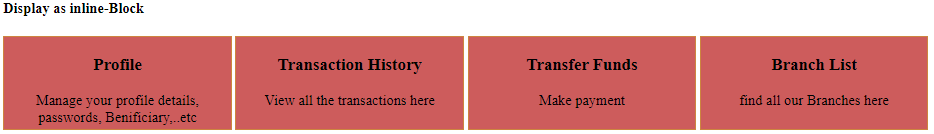 Display as inline-Block
Profile
Manage your profile details,
passwords, Benificiary,..etc
Transaction History
View all the transactions here
Transfer Funds
Make payment
Branch List
find all our Branches here